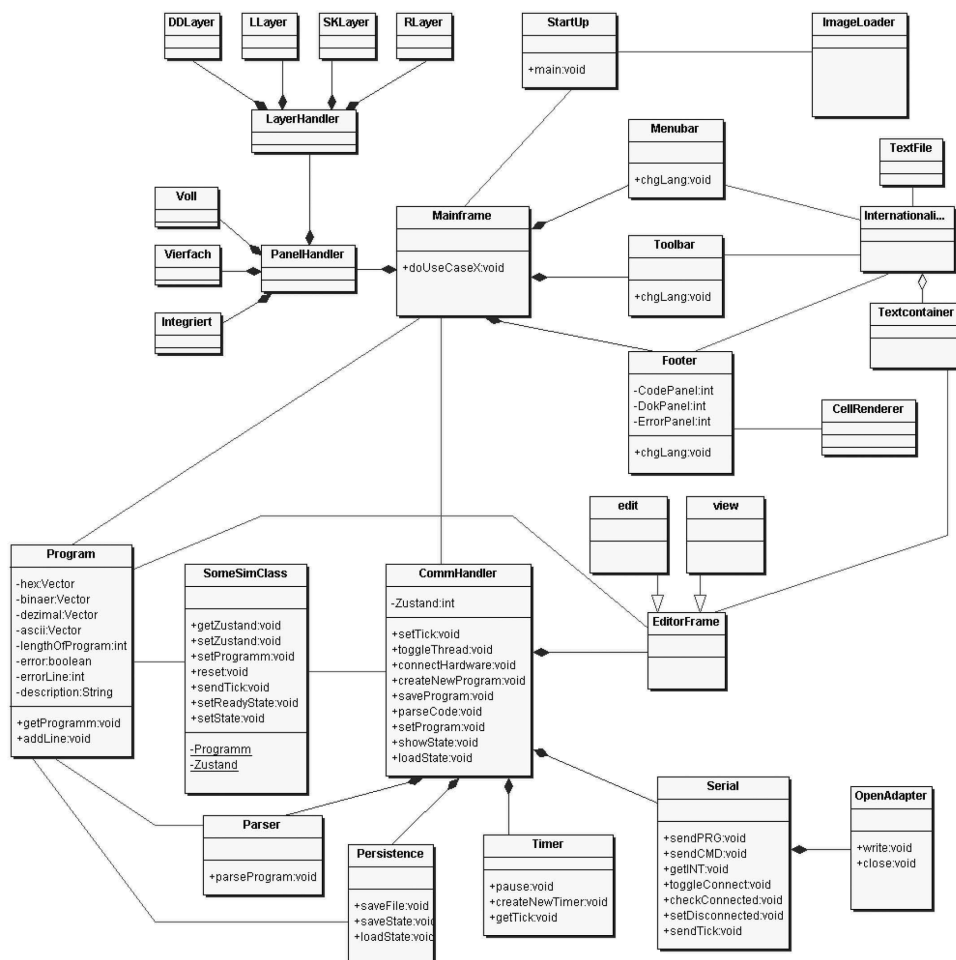 DDLayer
LLayer
SKLayer
RLayer
StartUp
+main:void
ImageLoader
LayerHandler
Menubar
+chgLang:void
TextFile
Voll
Mainframe
+doUseCaseX:void
Internationali...
Vierfach
PanelHandler
Toolbar
+chgLang:void
Integriert
Textcontainer
Footer
-CodePanel:int
-DokPanel:int
-ErrorPanel:int
+chgLang:void
CellRenderer
edit
view
Program
-hex:Vector
-binaer:Vector
-dezimal:Vector
-ascii:Vector
-lengthOfProgram:int
-error:boolean
-errorLine:int
-description:String
+getProgramm:void
+addLine:void
SomeSimClass
+getZustand:void
+setZustand:void
+setProgramm:void
+reset:void
+sendTick:void
+setReadyState:void
+setState:void
-Programm
-Zustand
CommHandler
-Zustand:int
+setTick:void
+toggleThread:void
+connectHardware:void
+createNewProgram:void
+saveProgram:void
+parseCode:void
+setProgram:void
+showState:void
+loadState:void
EditorFrame
Parser
+parseProgram:void
Persistence
+saveFile:void
+saveState:void
+loadState:void
Timer
+pause:void
+createNewTimer:void
+getTick:void
Serial
+sendPRG:void
+sendCMD:void
+getINT:void
+toggleConnect:void
+checkConnected:void
+setDisconnected:void
+sendTick:void
OpenAdapter
+write:void
+close:void